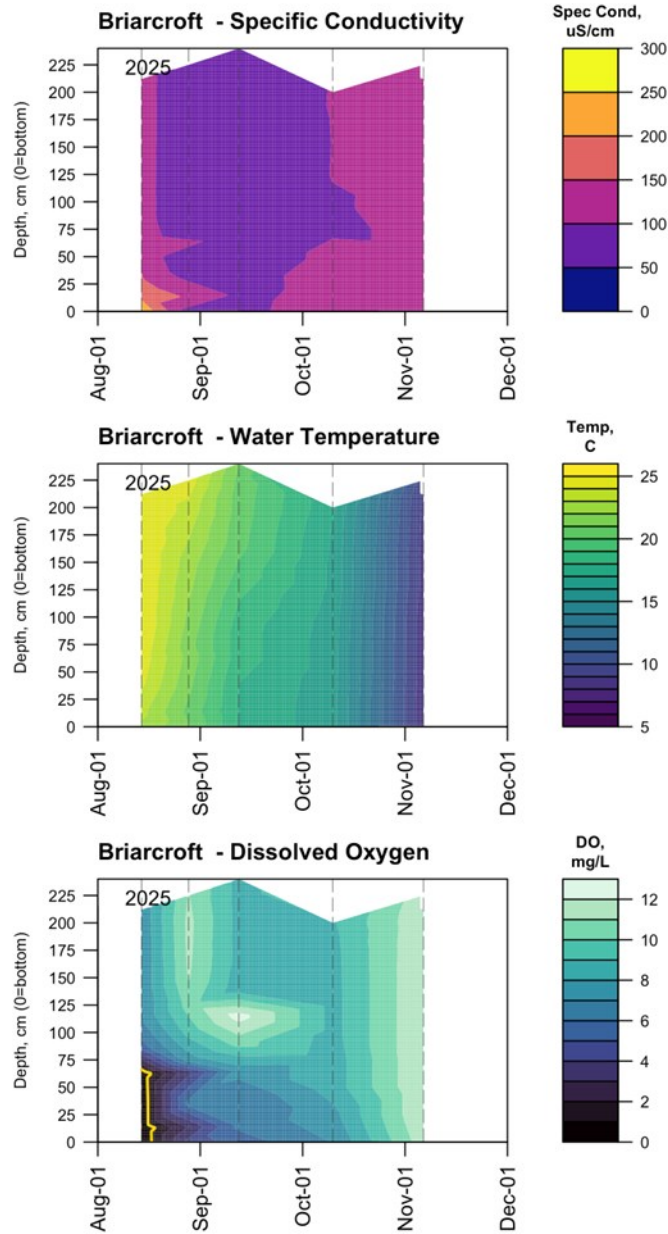 Briarcroft - Specific Conductivity
Spec Cond,
uS/cm
2025
Depth, cm (0=bottom)
225
200
175
150
125
100
75
50
25
0
Aug-01
Sep-01
Oct-01
Nov-01
Dec-01
300
250
200
150
100
50
0
Briarcroft - Water Temperature
Temp,
C
2025
Depth, cm (0=bottom)
225
200
175
150
125
100
75
50
25
0
Aug-01
Sep-01
Oct-01
Nov-01
Dec-01
25
20
15
10
5
Briarcroft - Dissolved Oxygen
DO,
mg/L
2025
Depth, cm (0=bottom)
225
200
175
150
125
100
75
50
25
0
Aug-01
Sep-01
Oct-01
Nov-01
Dec-01
12
10
8
6
4
2
0